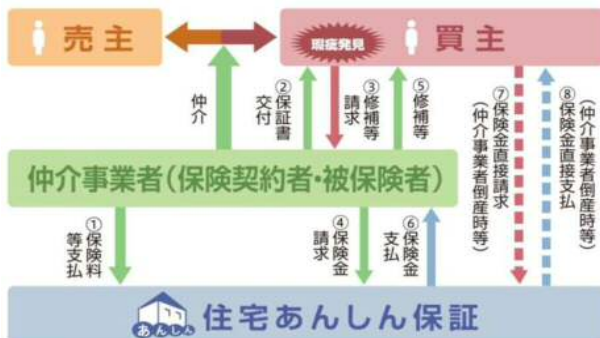 売主
瑕疵発見
買主
仲介
②保証書
交付
③修補等
請求
⑤修補等
⑦保険金直接請求
(仲介事業者倒産時等)
⑧保険金直接支払
(仲介事業者倒産時等)
仲介事業者(保険契約者・被保険者)
①保険料
等支払
④保険金
請求
⑥保険金
支払
あんしん
住宅あんしん保証